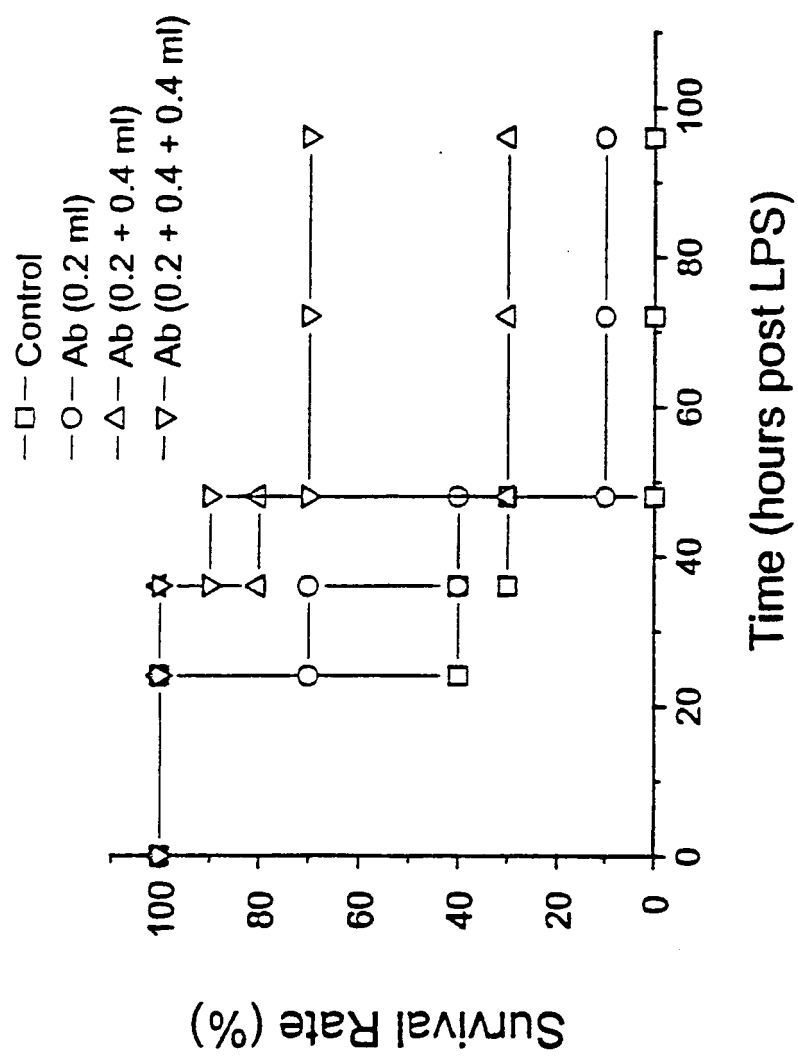 Control
Ab (0.2 ml)
Ab (0.2 + 0.4 ml)
Ab (0.2 + 0.4 + 0.4 ml)
Survival Rate (%)
100
80
60
40
20
0
0
20
40
60
80
100
Time (hours post LPS)